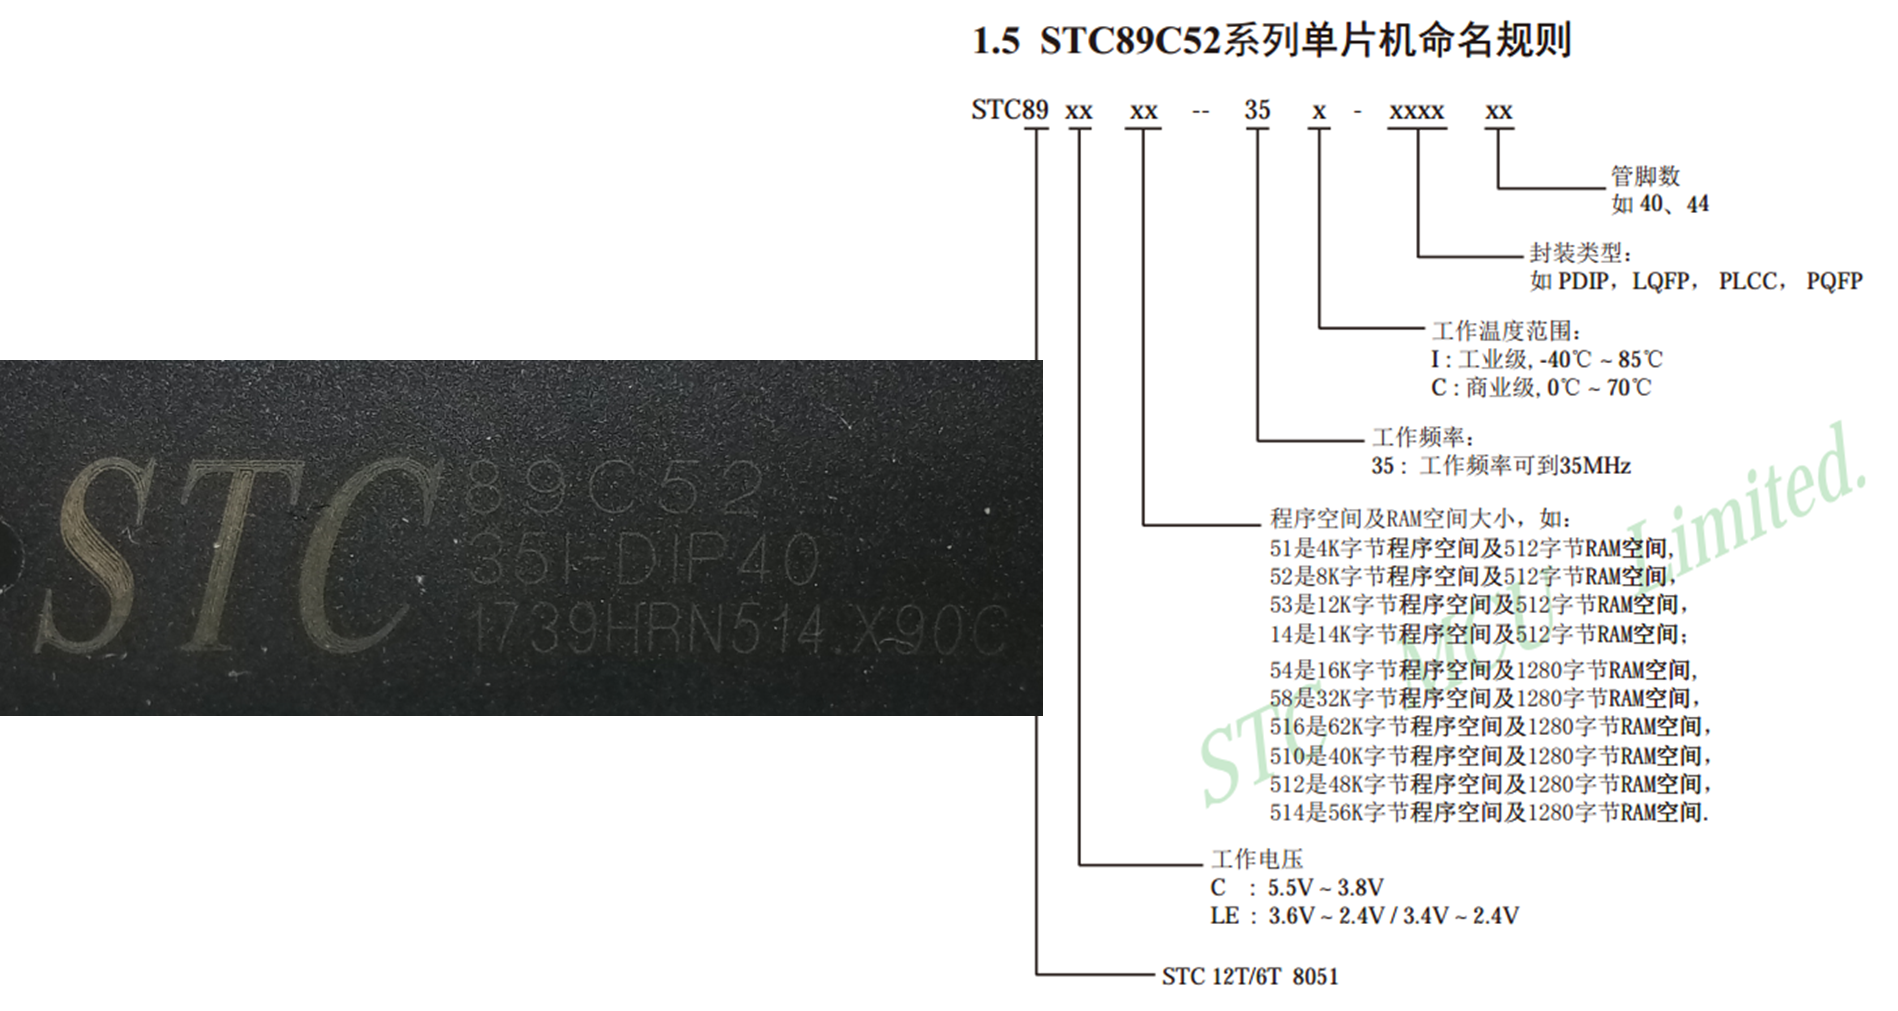 1.5 STC89C52系列单片机命名规则
STC89 xx xx -- 35 x - xxxx xx
管脚数
如 40、44
封装类型:
如 PDIP, LQFP, PLCC, PQFP
工作温度范围:
I : 工业级, -40℃ ~ 85℃
C : 商业级, 0℃ ~ 70℃
工作频率:
35 : 工作频率可到35MHz
程序空间及RAM空间大小, 如:
51是4K字节程序空间及512字节RAM空间,
52是8K字节程序空间及512字节RAM空间,
53是12K字节程序空间及512字节RAM空间,
14是14K字节程序空间及512字节RAM空间;
54是16K字节程序空间及1280字节RAM空间,
58是32K字节程序空间及1280字节RAM空间,
516是62K字节程序空间及1280字节RAM空间,
510是40K字节程序空间及1280字节RAM空间,
512是48K字节程序空间及1280字节RAM空间,
514是56K字节程序空间及1280字节RAM空间.
工作电压
C : 5.5V ~ 3.8V
LE : 3.6V ~ 2.4V / 3.4V ~ 2.4V
STC 12T/6T 8051
STC MCU Limited.
STC 89C52
35I-DIP40
1739HRN514.X90C